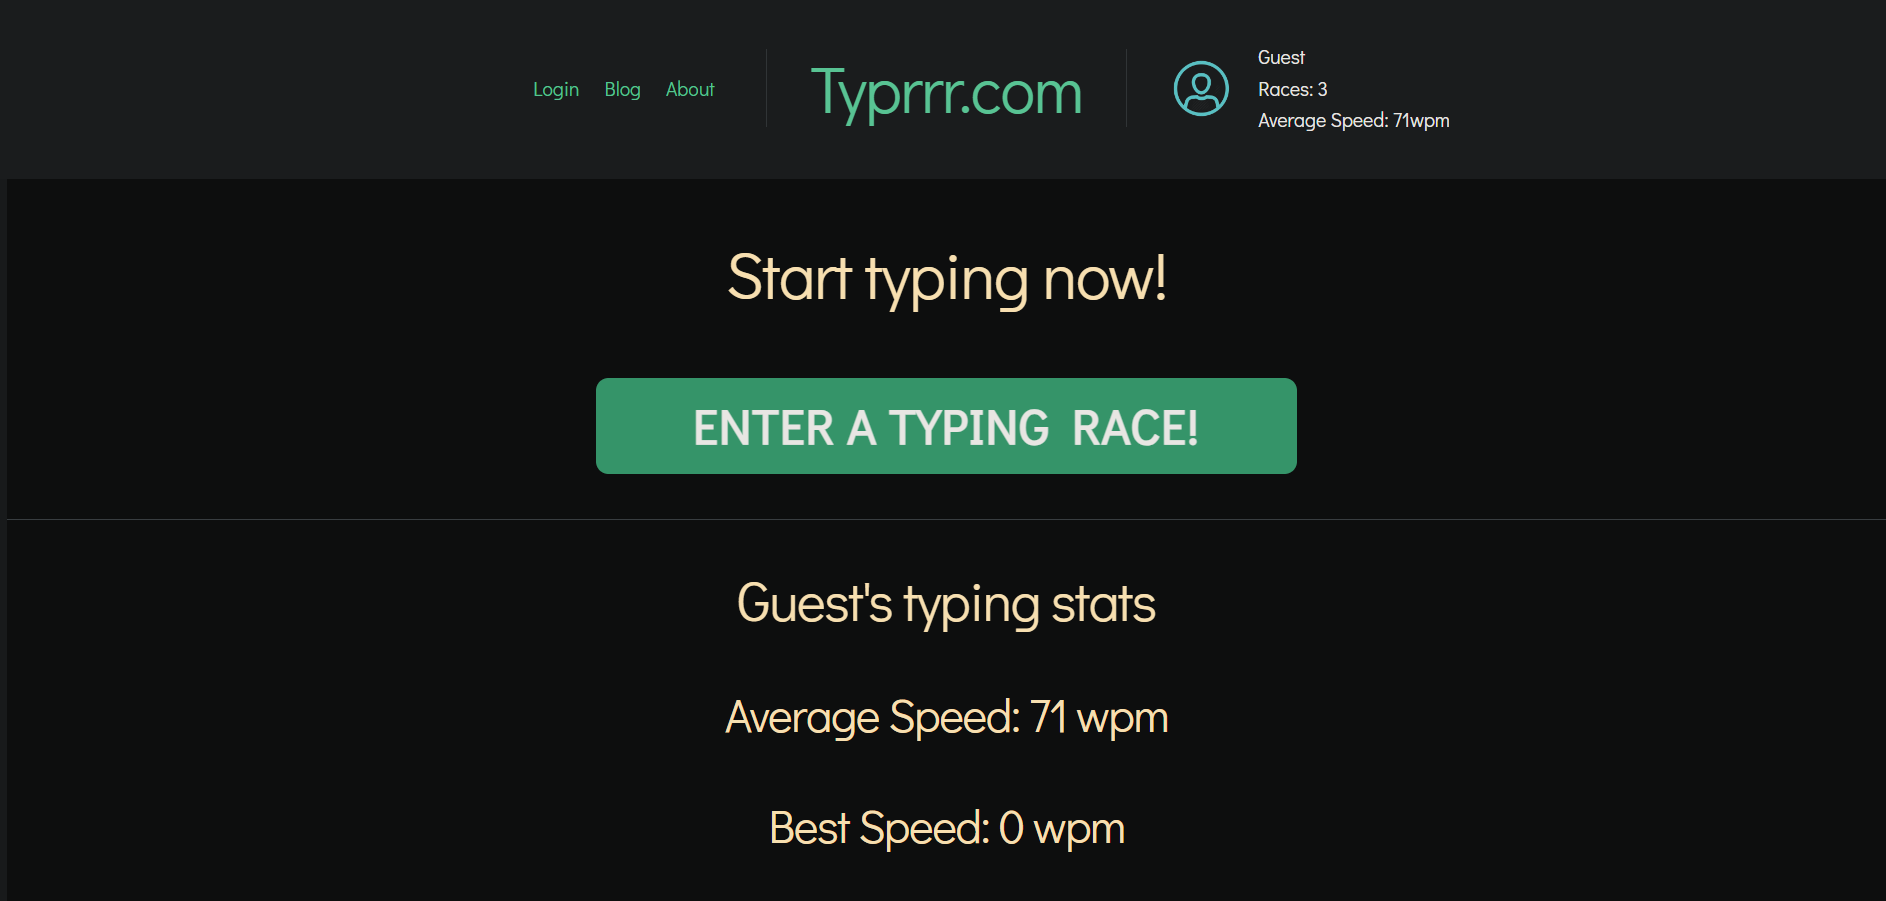 Login Blog About
Typrrr.com
Guest
Races: 3
Average Speed: 71wpm
Start typing now!
ENTER A TYPING RACE!
Guest's typing stats
Average Speed: 71 wpm
Best Speed: 0 wpm